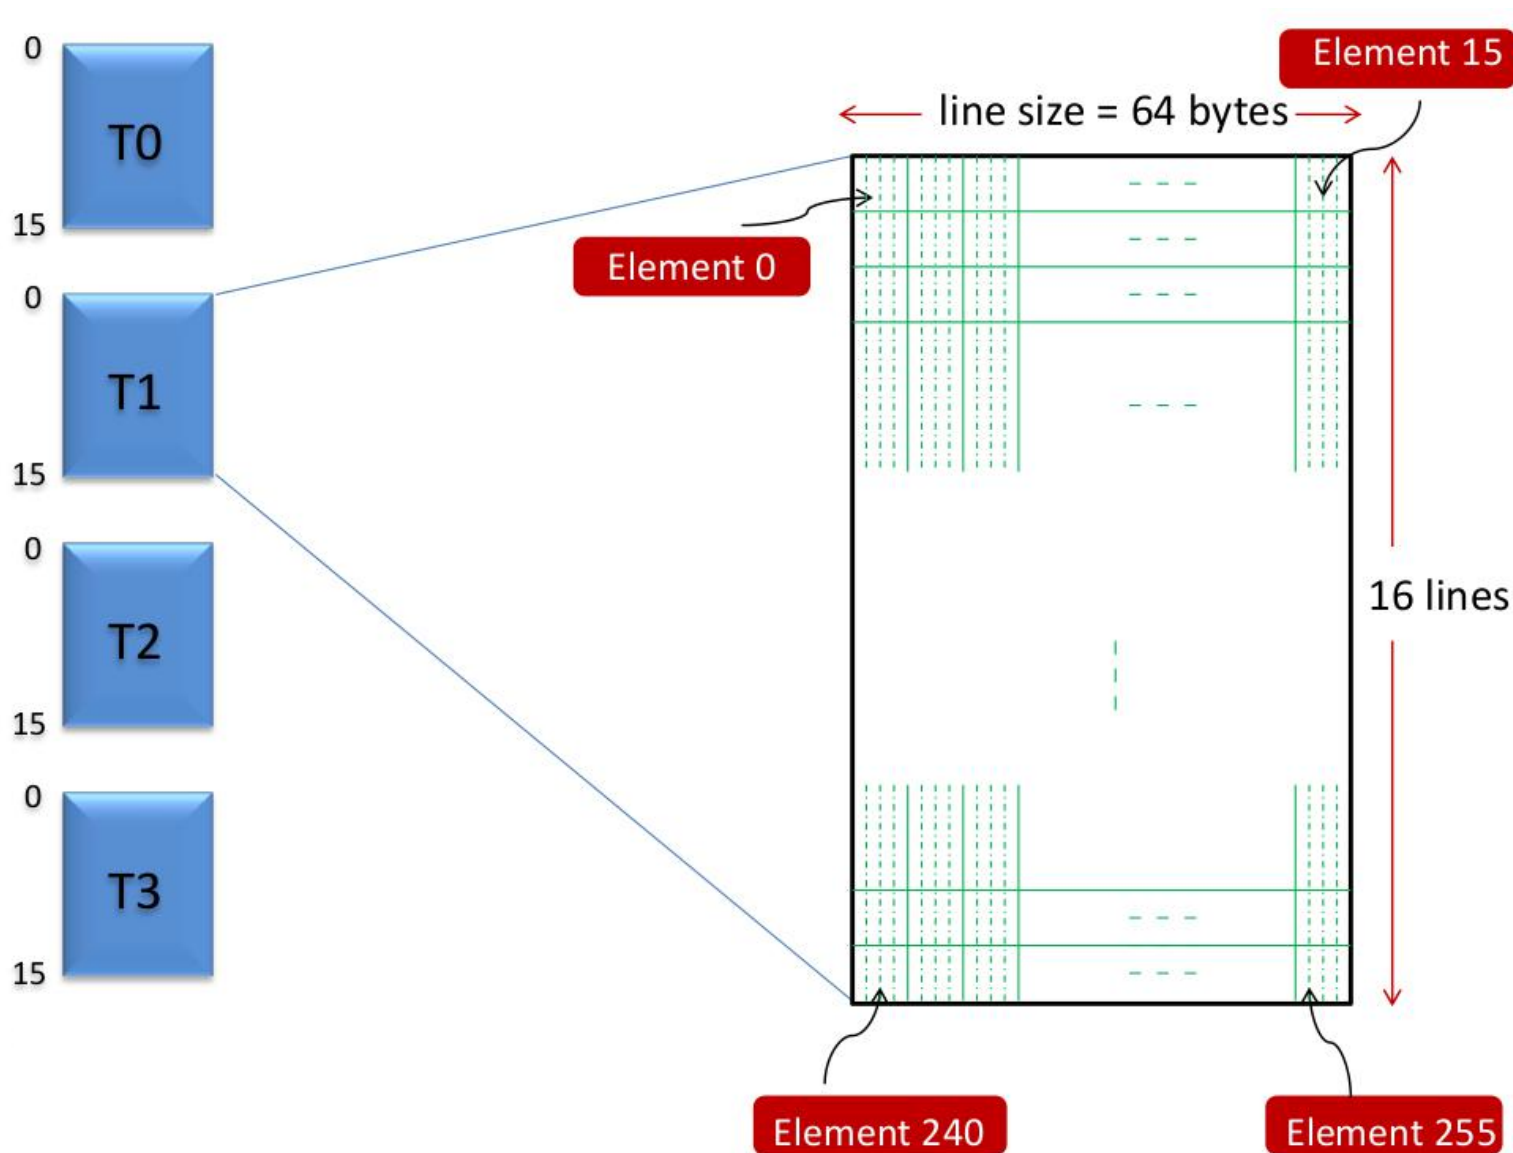 0
T0
15
0
T1
15
0
T2
15
0
T3
15
Element 15
line size = 64 bytes
Element 0
16 lines
Element 240
Element 255